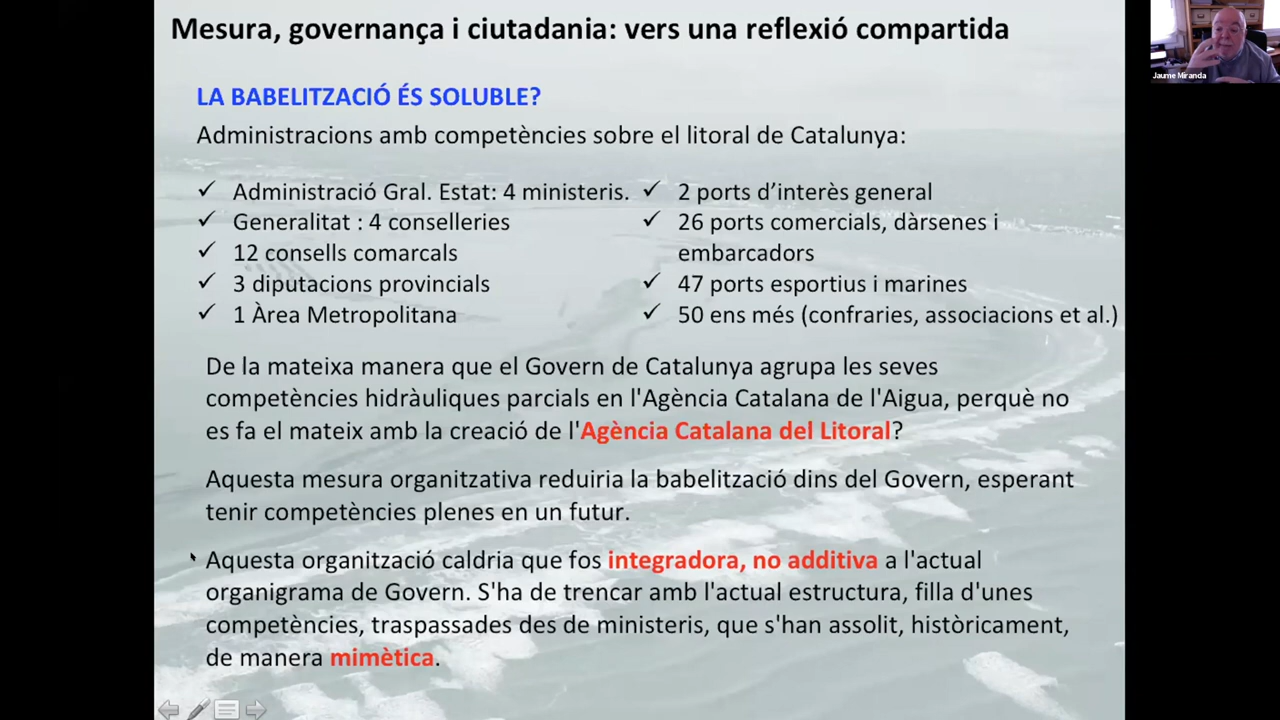 Mesura, governança i ciutadania: vers una reflexió compartida
Jaume Miranda
LA BABELITZACIÓ ÉS SOLUBLE?
Administracions amb competències sobre el litoral de Catalunya:
✓ Administració Gral. Estat: 4 ministeris.
✓ Generalitat : 4 conselleries
✓ 12 consells comarcals
✓ 3 diputacions provincials
✓ 1 Àrea Metropolitana
✓ 2 ports d’interès general
✓ 26 ports comercials, dàrsenes i
embarcadors
✓ 47 ports esportius i marines
✓ 50 ens més (confraries, associacions et al.)
De la mateixa manera que el Govern de Catalunya agrupa les seves
competències hidràuliques parcials en l'Agència Catalana de l'Aigua, perquè no
es fa el mateix amb la creació de l'Agència Catalana del Litoral?
Aquesta mesura organitzativa reduiria la babelització dins del Govern, esperant
tenir competències plenes en un futur.
Aquesta organització caldria que fos integradora, no additiva a l'actual
organigrama de Govern. S'ha de trencar amb l'actual estructura, filla d'unes
competències, traspassades des de ministeris, que s'han assolit, històricament,
de manera mimètica.